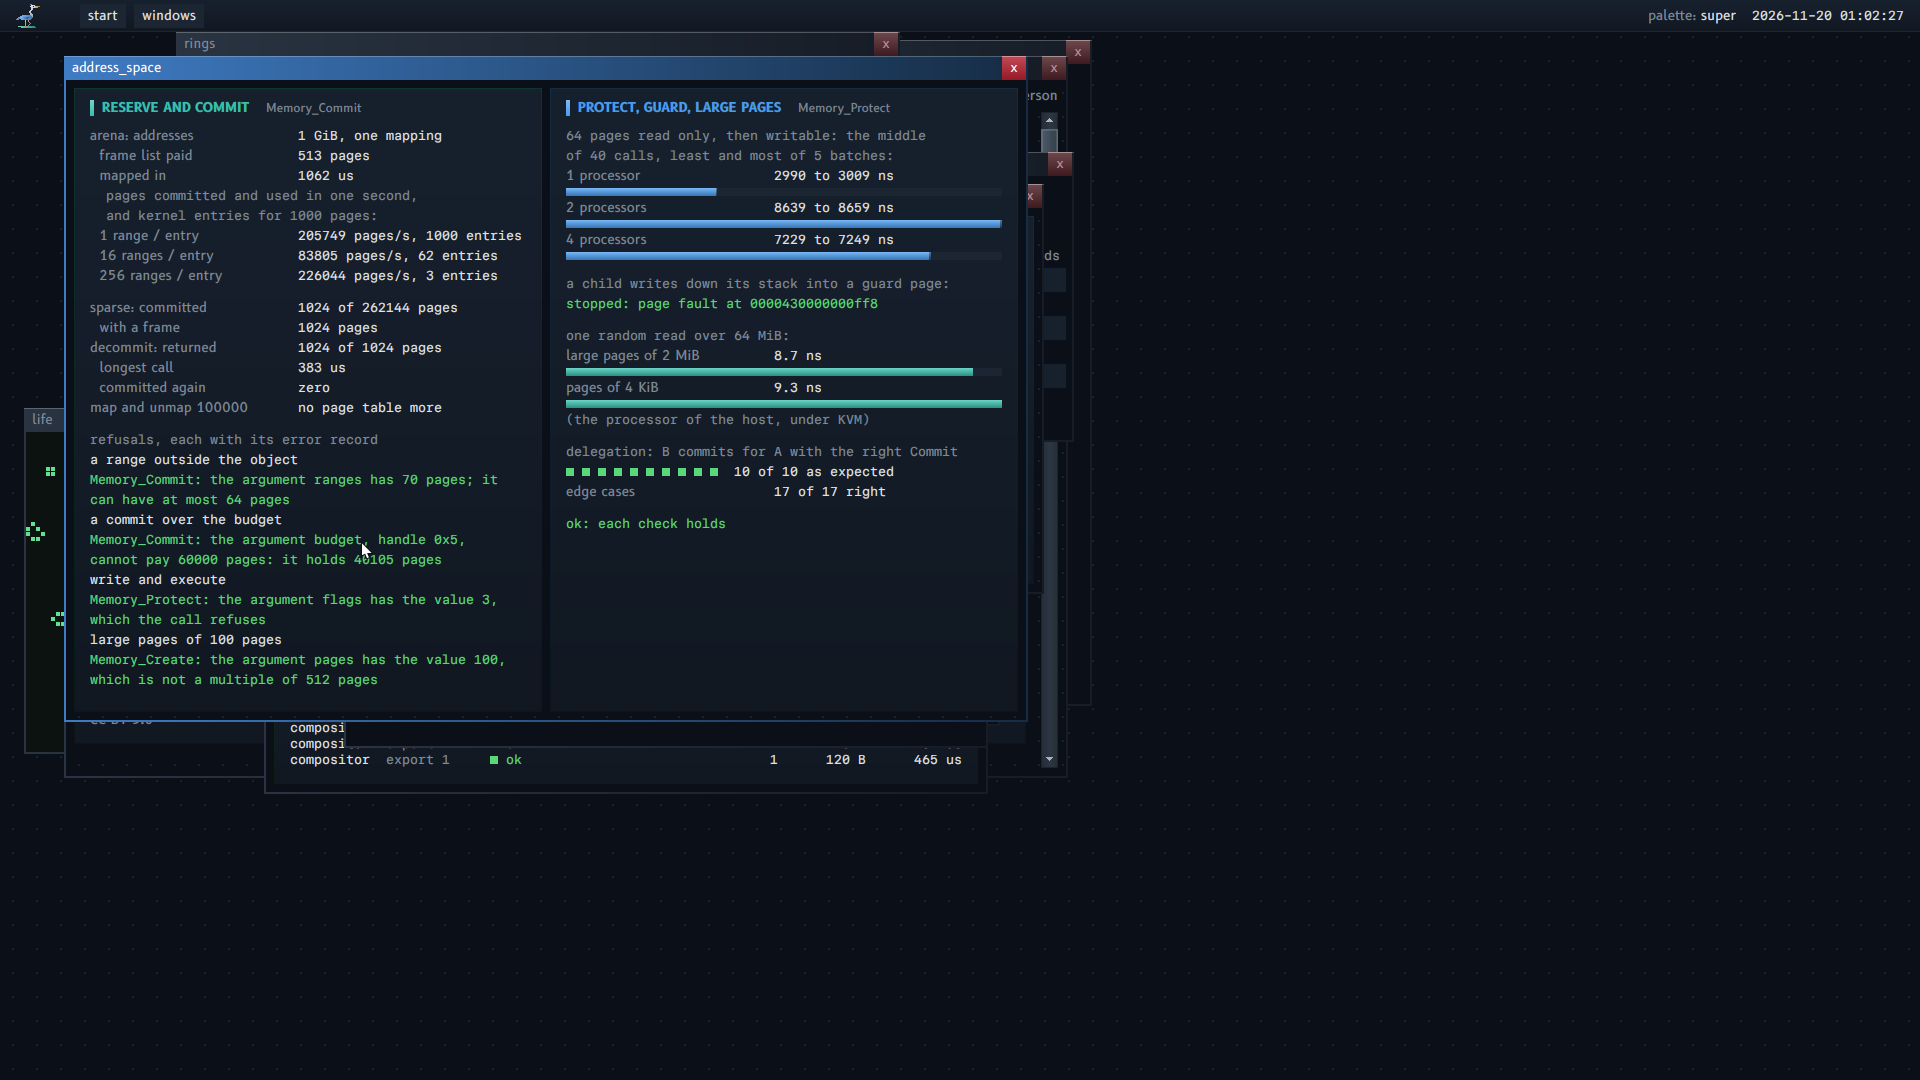 start windows palette: super 2026-11-20 01:02:27
rings x
x
address_space x
x
RESERVE AND COMMIT Memory_Commit
arena: addresses 1 GiB, one mapping
frame list paid 513 pages
mapped in 1062 us
pages committed and used in one second,
and kernel entries for 1000 pages:
1 range / entry 205749 pages/s, 1000 entries
16 ranges / entry 83805 pages/s, 62 entries
256 ranges / entry 226044 pages/s, 3 entries
sparse: committed 1024 of 262144 pages
with a frame 1024 pages
decommit: returned 1024 of 1024 pages
longest call 383 us
committed again zero
map and unmap 100000 no page table more
refusals, each with its error record
a range outside the object
Memory_Commit: the argument ranges has 70 pages; it
can have at most 64 pages
a commit over the budget
Memory_Commit: the argument budget, handle 0x5,
cannot pay 60000 pages: it holds 40105 pages
write and execute
Memory_Protect: the argument flags has the value 3,
which the call refuses
large pages of 100 pages
Memory_Create: the argument pages has the value 100,
which is not a multiple of 512 pages
PROTECT, GUARD, LARGE PAGES Memory_Protect
64 pages read only, then writable: the middle
of 40 calls, least and most of 5 batches:
1 processor 2990 to 3009 ns
2 processors 8639 to 8659 ns
4 processors 7229 to 7249 ns
a child writes down its stack into a guard page:
stopped: page fault at 0000430000000ff8
one random read over 64 MiB:
large pages of 2 MiB 8.7 ns
pages of 4 KiB 9.3 ns
(the processor of the host, under KVM)
delegation: B commits for A with the right Commit
10 of 10 as expected
edge cases 17 of 17 right
ok: each check holds
erson
x
x
ds
life
composi
composi
compositor export 1 ok 1 120 B 465 us